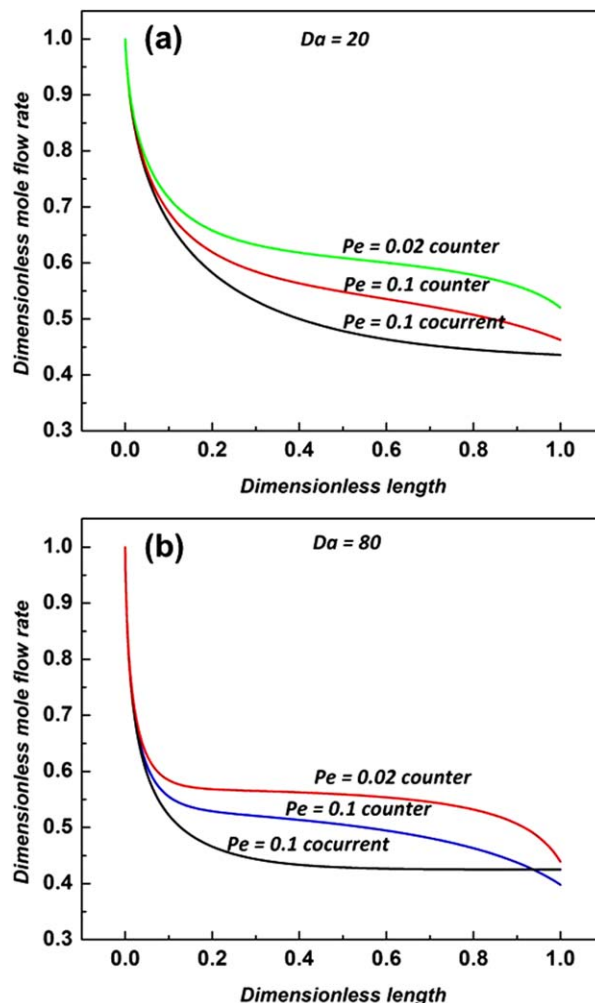 (a)
Da = 20
Dimensionless mole flow rate
1.0
0.9
0.8
0.7
0.6
0.5
0.4
0.3
Pe = 0.02 counter
Pe = 0.1 counter
Pe = 0.1 cocurrent
0.0 0.2 0.4 0.6 0.8 1.0
Dimensionless length
(b)
Da = 80
Dimensionless mole flow rate
1.0
0.9
0.8
0.7
0.6
0.5
0.4
0.3
Pe = 0.02 counter
Pe = 0.1 counter
Pe = 0.1 cocurrent
0.0 0.2 0.4 0.6 0.8 1.0
Dimensionless length